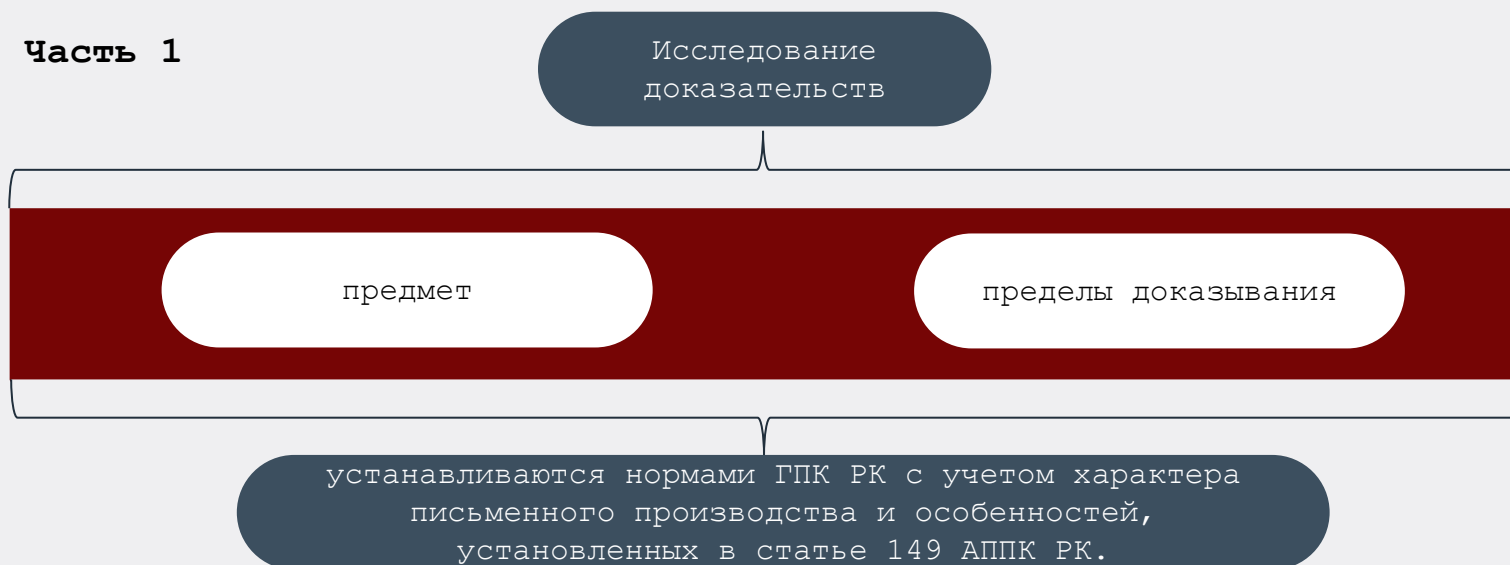 Часть 1
Исследование
доказательств
предмет
пределы доказывания
устанавливаются нормами ГПК РК с учетом характера
письменного производства и особенностей,
установленных в статье 149 АППК РК.